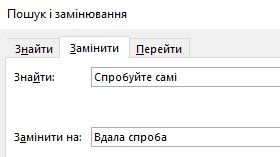 Пошук і замінювання
Знайти Замінити Перейти
Знайти: Спробуйте самі
Замінити на: Вдала спроба